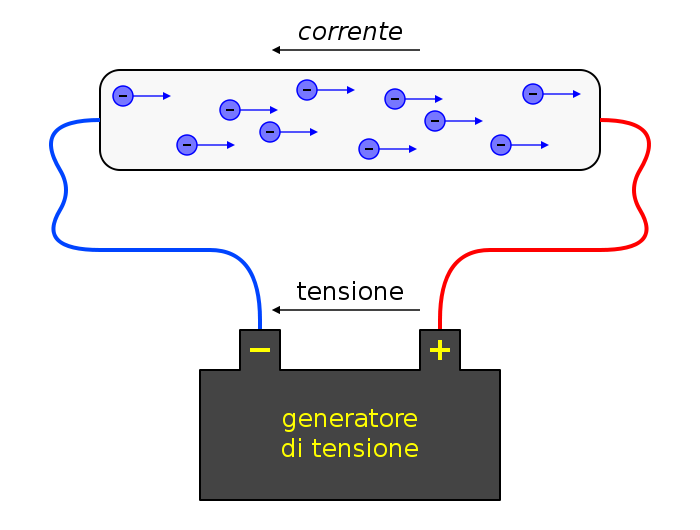 corrente
tensione
− +
generatore
di tensione